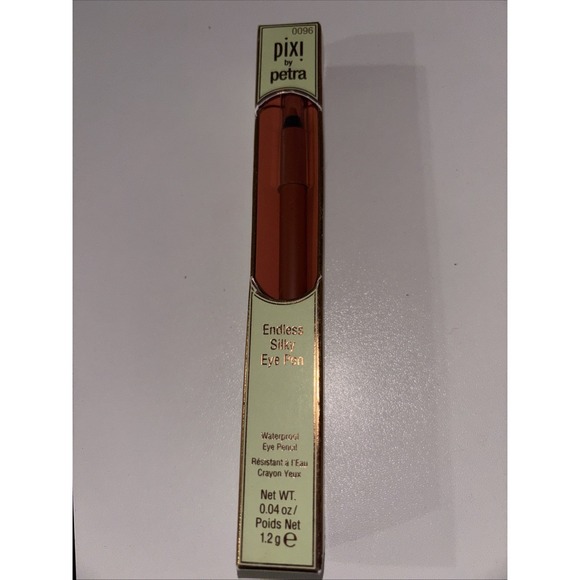 0096
pixi
by
petra
Endless
Silky
Eye Pen
Waterproof
Eye Pencil
Résistant a l'Eau
Crayon Yeux
Net WT.
0.04 oz/
Poids Net
1.2 g ℮